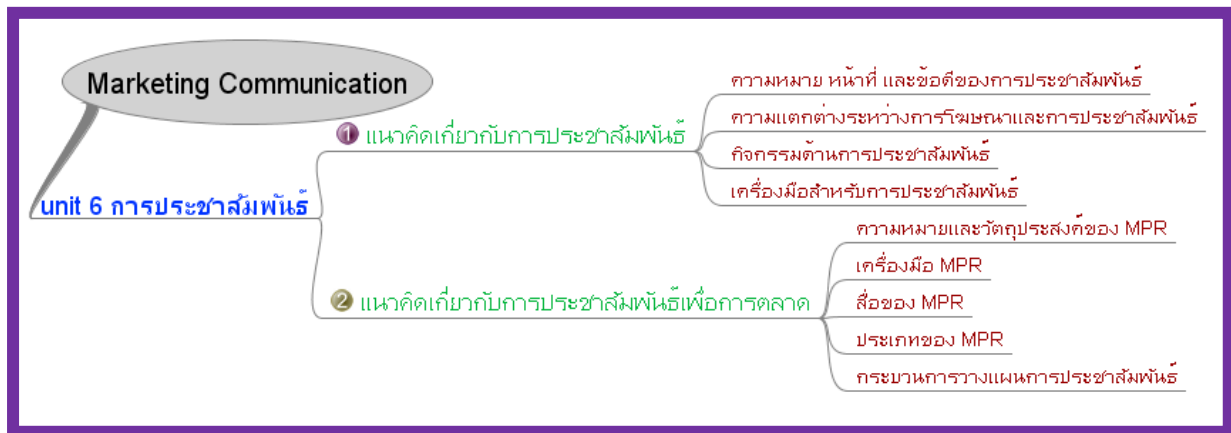 Marketing Communication
unit 6 การประชาสัมพันธ์
1 แนวคิดเกี่ยวกับการประชาสัมพันธ์
ความหมาย หน้าที่ และข้อดีของการประชาสัมพันธ์
ความแตกต่างระหว่างการโฆษณาและการประชาสัมพันธ์
กิจกรรมด้านการประชาสัมพันธ์
เครื่องมือสำหรับการประชาสัมพันธ์
2 แนวคิดเกี่ยวกับการประชาสัมพันธ์เพื่อการตลาด
ความหมายและวัตถุประสงค์ของ MPR
เครื่องมือ MPR
สื่อของ MPR
ประเภทของ MPR
กระบวนการวางแผนการประชาสัมพันธ์